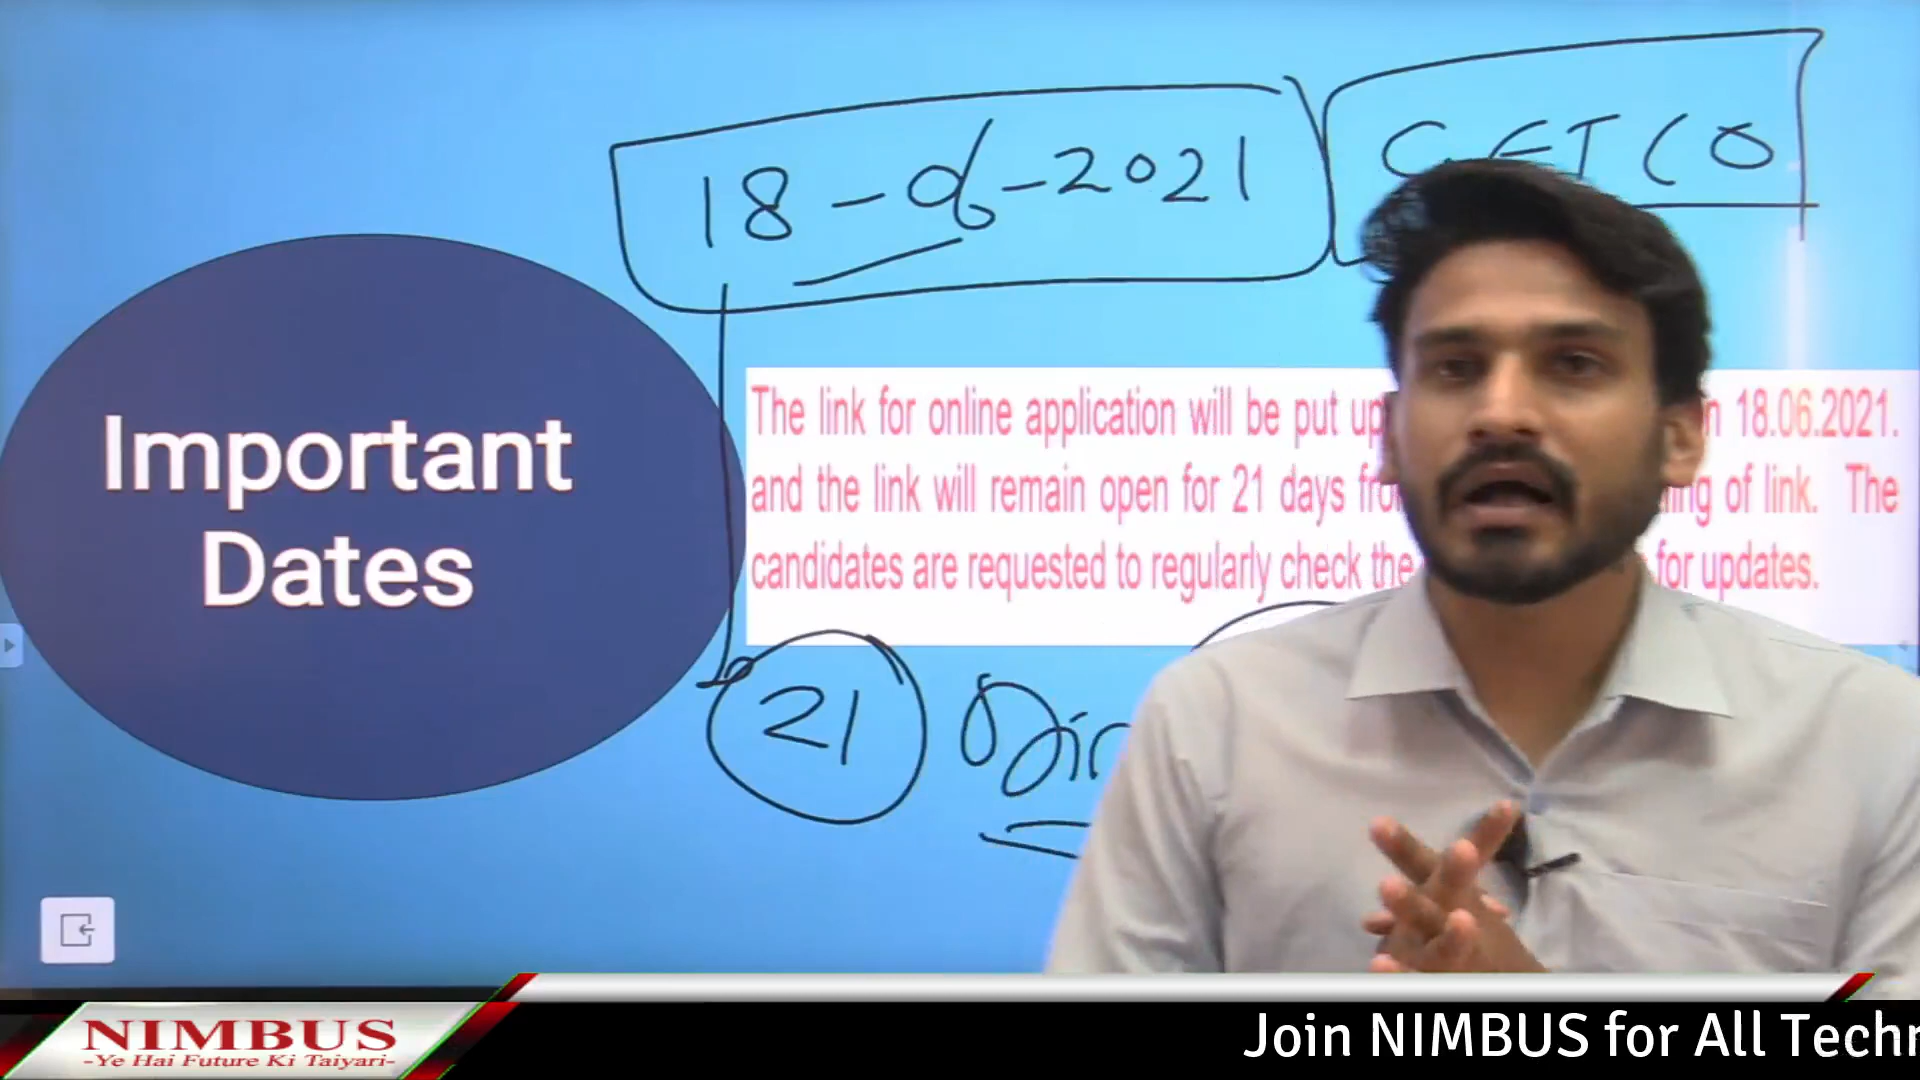 18-06-2021
GETCO
Important
Dates
The link for online application will be put up n 18.06.2021.
and the link will remain open for 21 days of link. The
candidates are requested to regularly check the for updates.
21
NIMBUS
-Ye Hai Future Ki Taiyari-
Join NIMBUS for All Techn